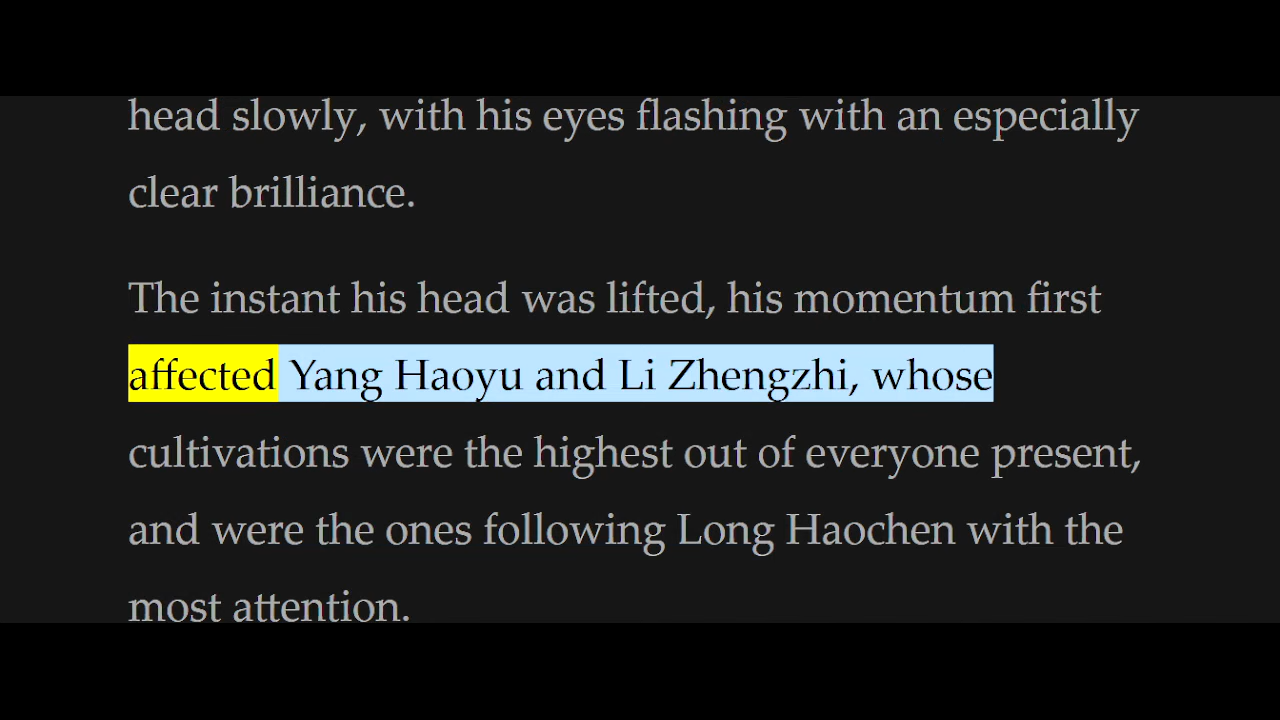 head slowly, with his eyes flashing with an especially
clear brilliance.
The instant his head was lifted, his momentum first
affected Yang Haoyu and Li Zhengzhi, whose
cultivations were the highest out of everyone present,
and were the ones following Long Haochen with the
most attention.